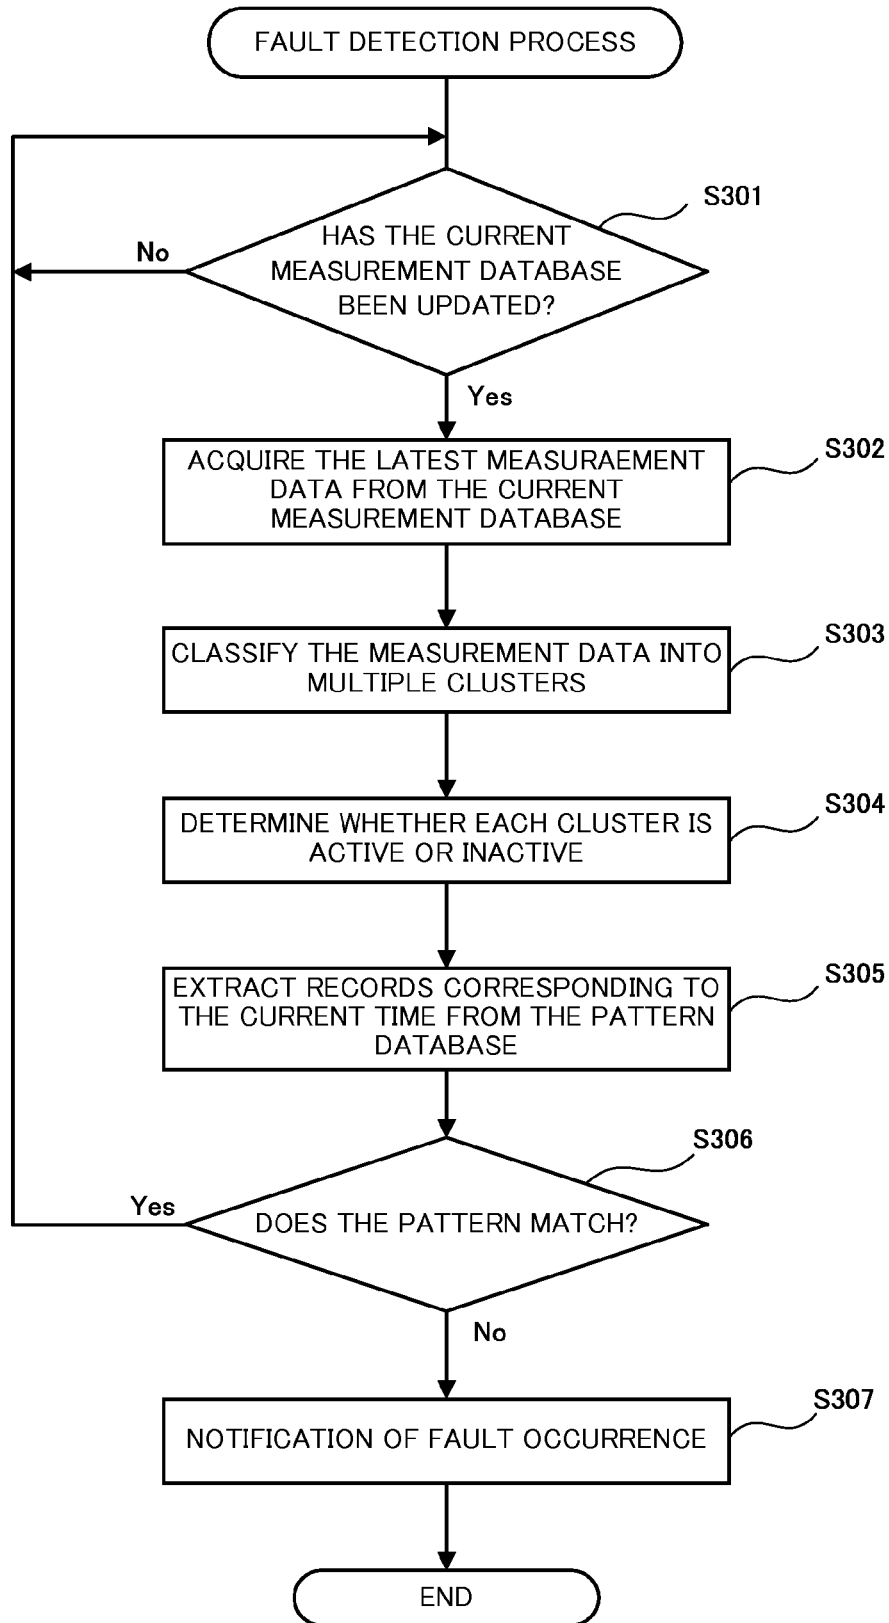 FAULT DETECTION PROCESS
S301
HAS THE CURRENT
MEASUREMENT DATABASE
BEEN UPDATED?
No
Yes
S302
ACQUIRE THE LATEST MEASURAEMENT
DATA FROM THE CURRENT
MEASUREMENT DATABASE
S303
CLASSIFY THE MEASUREMENT DATA INTO
MULTIPLE CLUSTERS
S304
DETERMINE WHETHER EACH CLUSTER IS
ACTIVE OR INACTIVE
S305
EXTRACT RECORDS CORRESPONDING TO
THE CURRENT TIME FROM THE PATTERN
DATABASE
S306
Yes
DOES THE PATTERN MATCH?
No
S307
NOTIFICATION OF FAULT OCCURRENCE
END